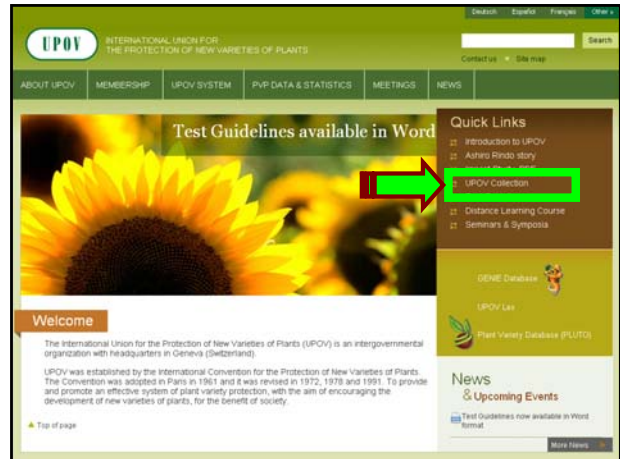 Deutsch Español Français Other
UPOV
INTERNATIONAL UNION FOR
THE PROTECTION OF NEW VARIETIES OF PLANTS
Search
Contact us Site map
ABOUT UPOV MEMBERSHIP UPOV SYSTEM PVP DATA & STATISTICS MEETINGS NEWS
Test Guidelines available in Word
Quick Links
Introduction to UPOV
Ashiro Rindo story
UPOV Collection
Distance Learning Course
Seminars & Symposia
GENIE Database
UPOV Lex
Plant Variety Database (PLUTO)
Welcome
The International Union for the Protection of New Varieties of Plants (UPOV) is an intergovernmental
organization with headquarters in Geneva (Switzerland).
UPOV was established by the International Convention for the Protection of New Varieties of Plants.
The Convention was adopted in Paris in 1961 and it was revised in 1972, 1978 and 1991. To provide
and promote an effective system of plant variety protection, with the aim of encouraging the
development of new varieties of plants, for the benefit of society.
Top of page
News
& Upcoming Events
Test Guidelines now available in Word
format
More News